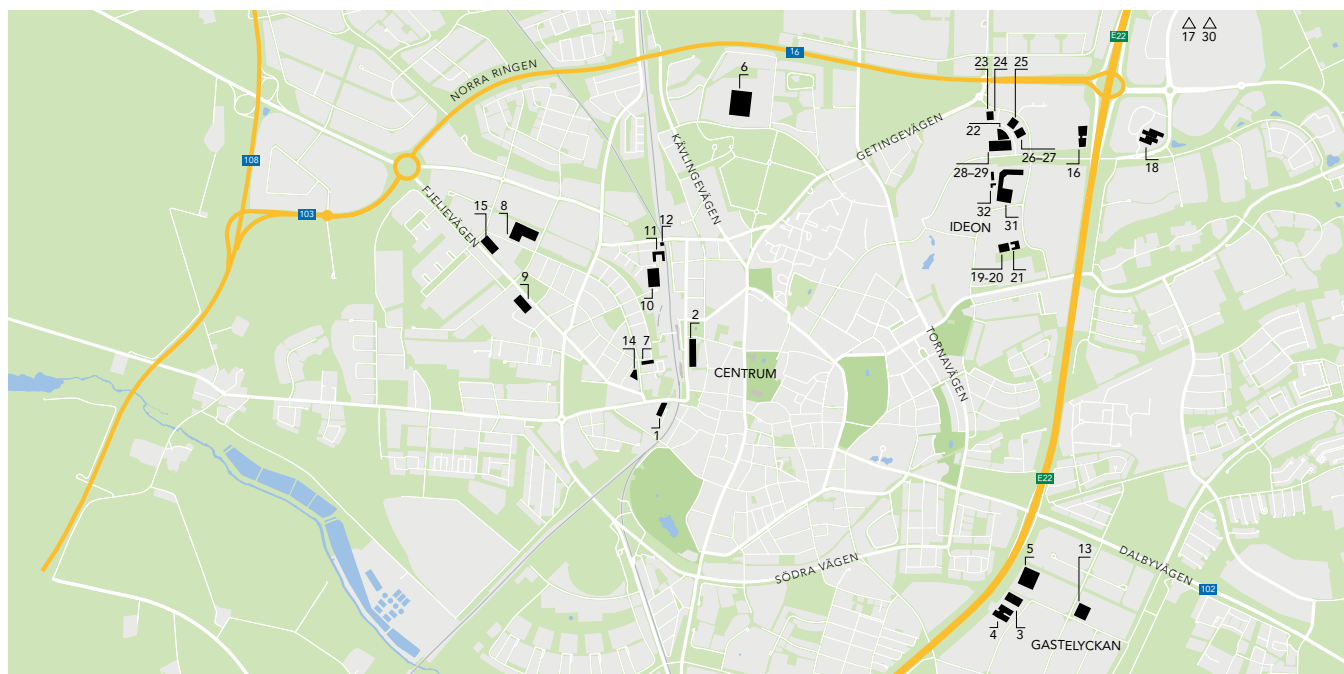 E22
17 30
16
NORRA RINGEN
6
23 24 25
22
GETINGEVÄGEN
KÄVLINGEVÄGEN
108
28–29
26–27
16
18
103
FJELIEVÄGEN
15 8
32
31
IDEON
12
11
10
9
19-20
21
2
14 7
CENTRUM
TORNAVÄGEN
1
E22
SÖDRA VÄGEN
DALBYVÄGEN
5
13
102
4 3
GASTELYCKAN